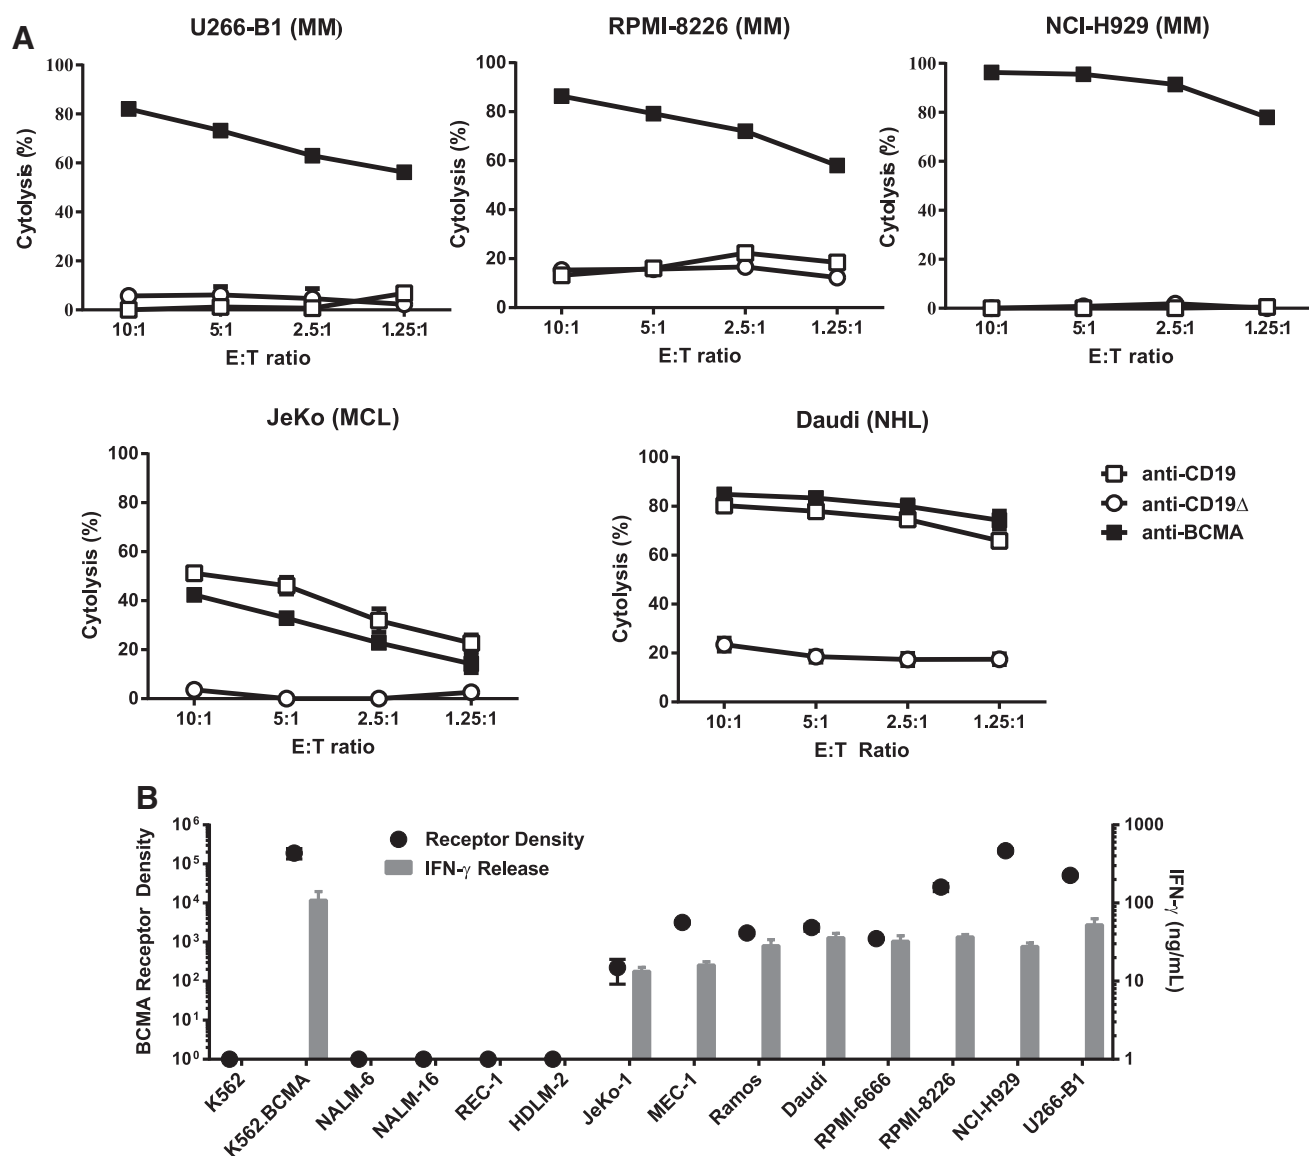 A
U266-B1 (MM)
RPMI-8226 (MM)
NCI-H929 (MM)
Cytolysis (%)
100
80
60
40
20
0
10:1 5:1 2.5:1 1.25:1
E:T ratio
Cytolysis (%)
100
80
60
40
20
0
10:1 5:1 2.5:1 1.25:1
E:T ratio
Cytolysis (%)
100
80
60
40
20
0
10:1 5:1 2.5:1 1.25:1
E:T ratio
JeKo (MCL)
Cytolysis (%)
100
80
60
40
20
0
10:1 5:1 2.5:1 1.25:1
E:T ratio
Daudi (NHL)
Cytolysis (%)
100
80
60
40
20
0
10:1 5:1 2.5:1 1.25:1
E:T Ratio
anti-CD19
anti-CD19Δ
anti-BCMA
B
BCMA Receptor Density
10⁶
10⁵
10⁴
10³
10²
10¹
10⁰
Receptor Density
IFN-γ Release
1000
100
10
1
IFN-γ (ng/mL)
K562
K562.BCMA
NALM-6
NALM-16
REC-1
HDLM-2
JeKo-1
MEC-1
Ramos
Daudi
RPMI-6666
RPMI-8226
NCI-H929
U266-B1